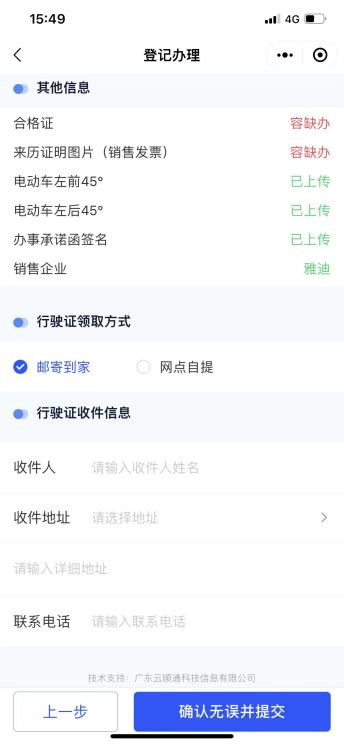 15:49 4G
登记办理
其他信息
合格证 容缺办
来历证明图片（销售发票） 容缺办
电动车左前45° 已上传
电动车左后45° 已上传
办事承诺函签名 已上传
销售企业 雅迪
行驶证领取方式
邮寄到家 网点自提
行驶证收件信息
收件人 请输入收件人姓名
收件地址 请选择地址
请输入详细地址
联系电话 请输入联系电话
技术支持：广东云顺通科技信息有限公司
上一步 确认无误并提交